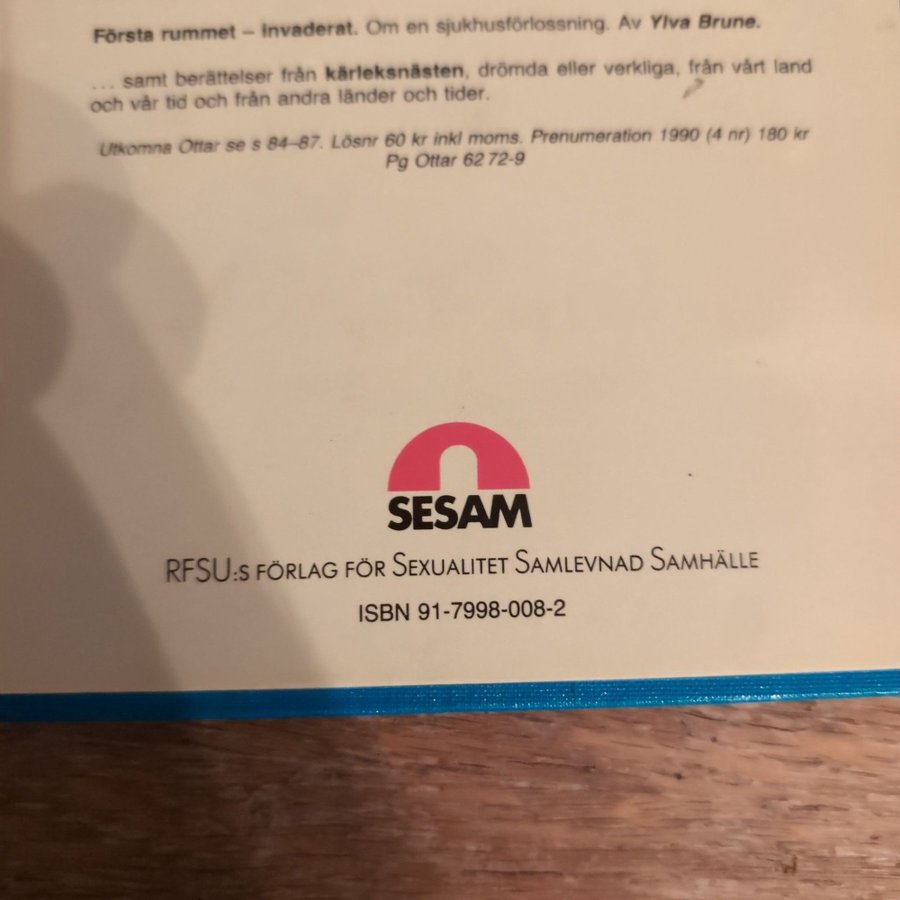 Första rummet – invaderat. Om en sjukhusförlossning. Av Ylva Brune.
... samt berättelser från kärleksnästen, drömda eller verkliga, från vårt land
och vår tid och från andra länder och tider.
Utkomna Ottar se s 84–87. Lösnr 60 kr inkl moms. Prenumeration 1990 (4 nr) 180 kr
Pg Ottar 62 72-9
SESAM
RFSU:S FÖRLAG FÖR SEXUALITET SAMLEVNAD SAMHÄLLE
ISBN 91-7998-008-2